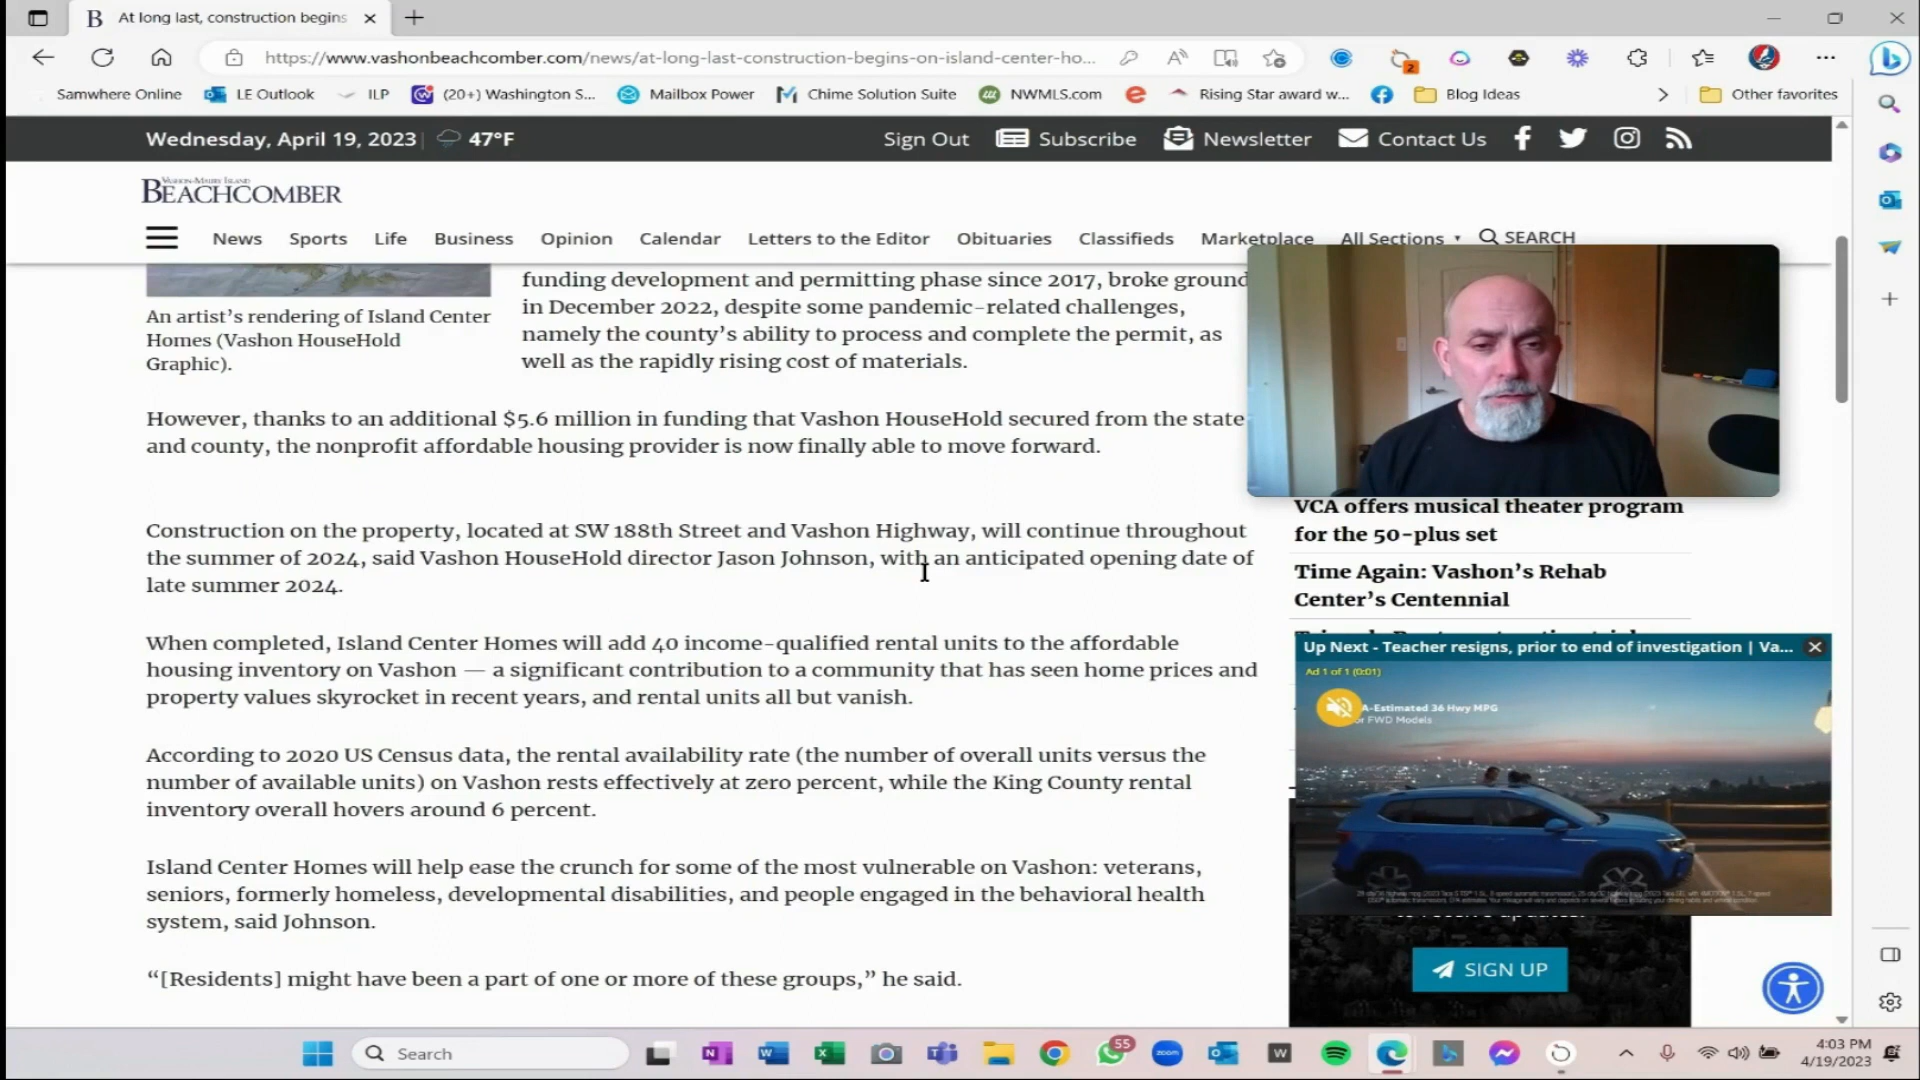 B At long last, construction begins
https://www.vashonbeachcomber.com/news/at-long-last-construction-begins-on-island-center-ho...
2
Samwhere Online LE Outlook ILP (20+) Washington S... Mailbox Power Chime Solution Suite NWMLS.com Rising Star award w... Blog Ideas Other favorites
Wednesday, April 19, 2023 | 47°F Sign Out Subscribe Newsletter Contact Us
VASHON-MAURY ISLAND
BEACHCOMBER
News Sports Life Business Opinion Calendar Letters to the Editor Obituaries Classifieds Marketplace All Sections SEARCH
An artist's rendering of Island Center
Homes (Vashon HouseHold
Graphic).
funding development and permitting phase since 2017, broke ground
in December 2022, despite some pandemic-related challenges,
namely the county's ability to process and complete the permit, as
well as the rapidly rising cost of materials.
However, thanks to an additional $5.6 million in funding that Vashon HouseHold secured from the state
and county, the nonprofit affordable housing provider is now finally able to move forward.
Construction on the property, located at SW 188th Street and Vashon Highway, will continue throughout
the summer of 2024, said Vashon HouseHold director Jason Johnson, with an anticipated opening date of
late summer 2024.
When completed, Island Center Homes will add 40 income-qualified rental units to the affordable
housing inventory on Vashon — a significant contribution to a community that has seen home prices and
property values skyrocket in recent years, and rental units all but vanish.
According to 2020 US Census data, the rental availability rate (the number of overall units versus the
number of available units) on Vashon rests effectively at zero percent, while the King County rental
inventory overall hovers around 6 percent.
Island Center Homes will help ease the crunch for some of the most vulnerable on Vashon: veterans,
seniors, formerly homeless, developmental disabilities, and people engaged in the behavioral health
system, said Johnson.
“[Residents] might have been a part of one or more of these groups,” he said.
VCA offers musical theater program
for the 50-plus set
Time Again: Vashon's Rehab
Center's Centennial
Up Next - Teacher resigns, prior to end of investigation | Va...
Ad 1 of 1 (0:01)
A-Estimated 36 Hwy MPG
or FWD Models
to receive updates.
SIGN UP
Search
55
zoom
4:03 PM
4/19/2023